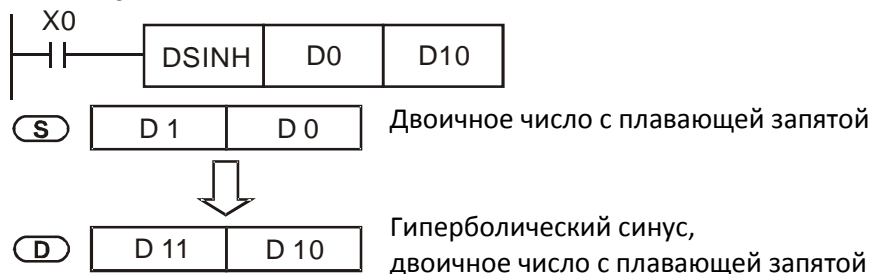 X0
DSINH D0 D10
S D 1 D 0 Двоичное число с плавающей запятой
D D 11 D 10 Гиперболический синус,
двоичное число с плавающей запятой